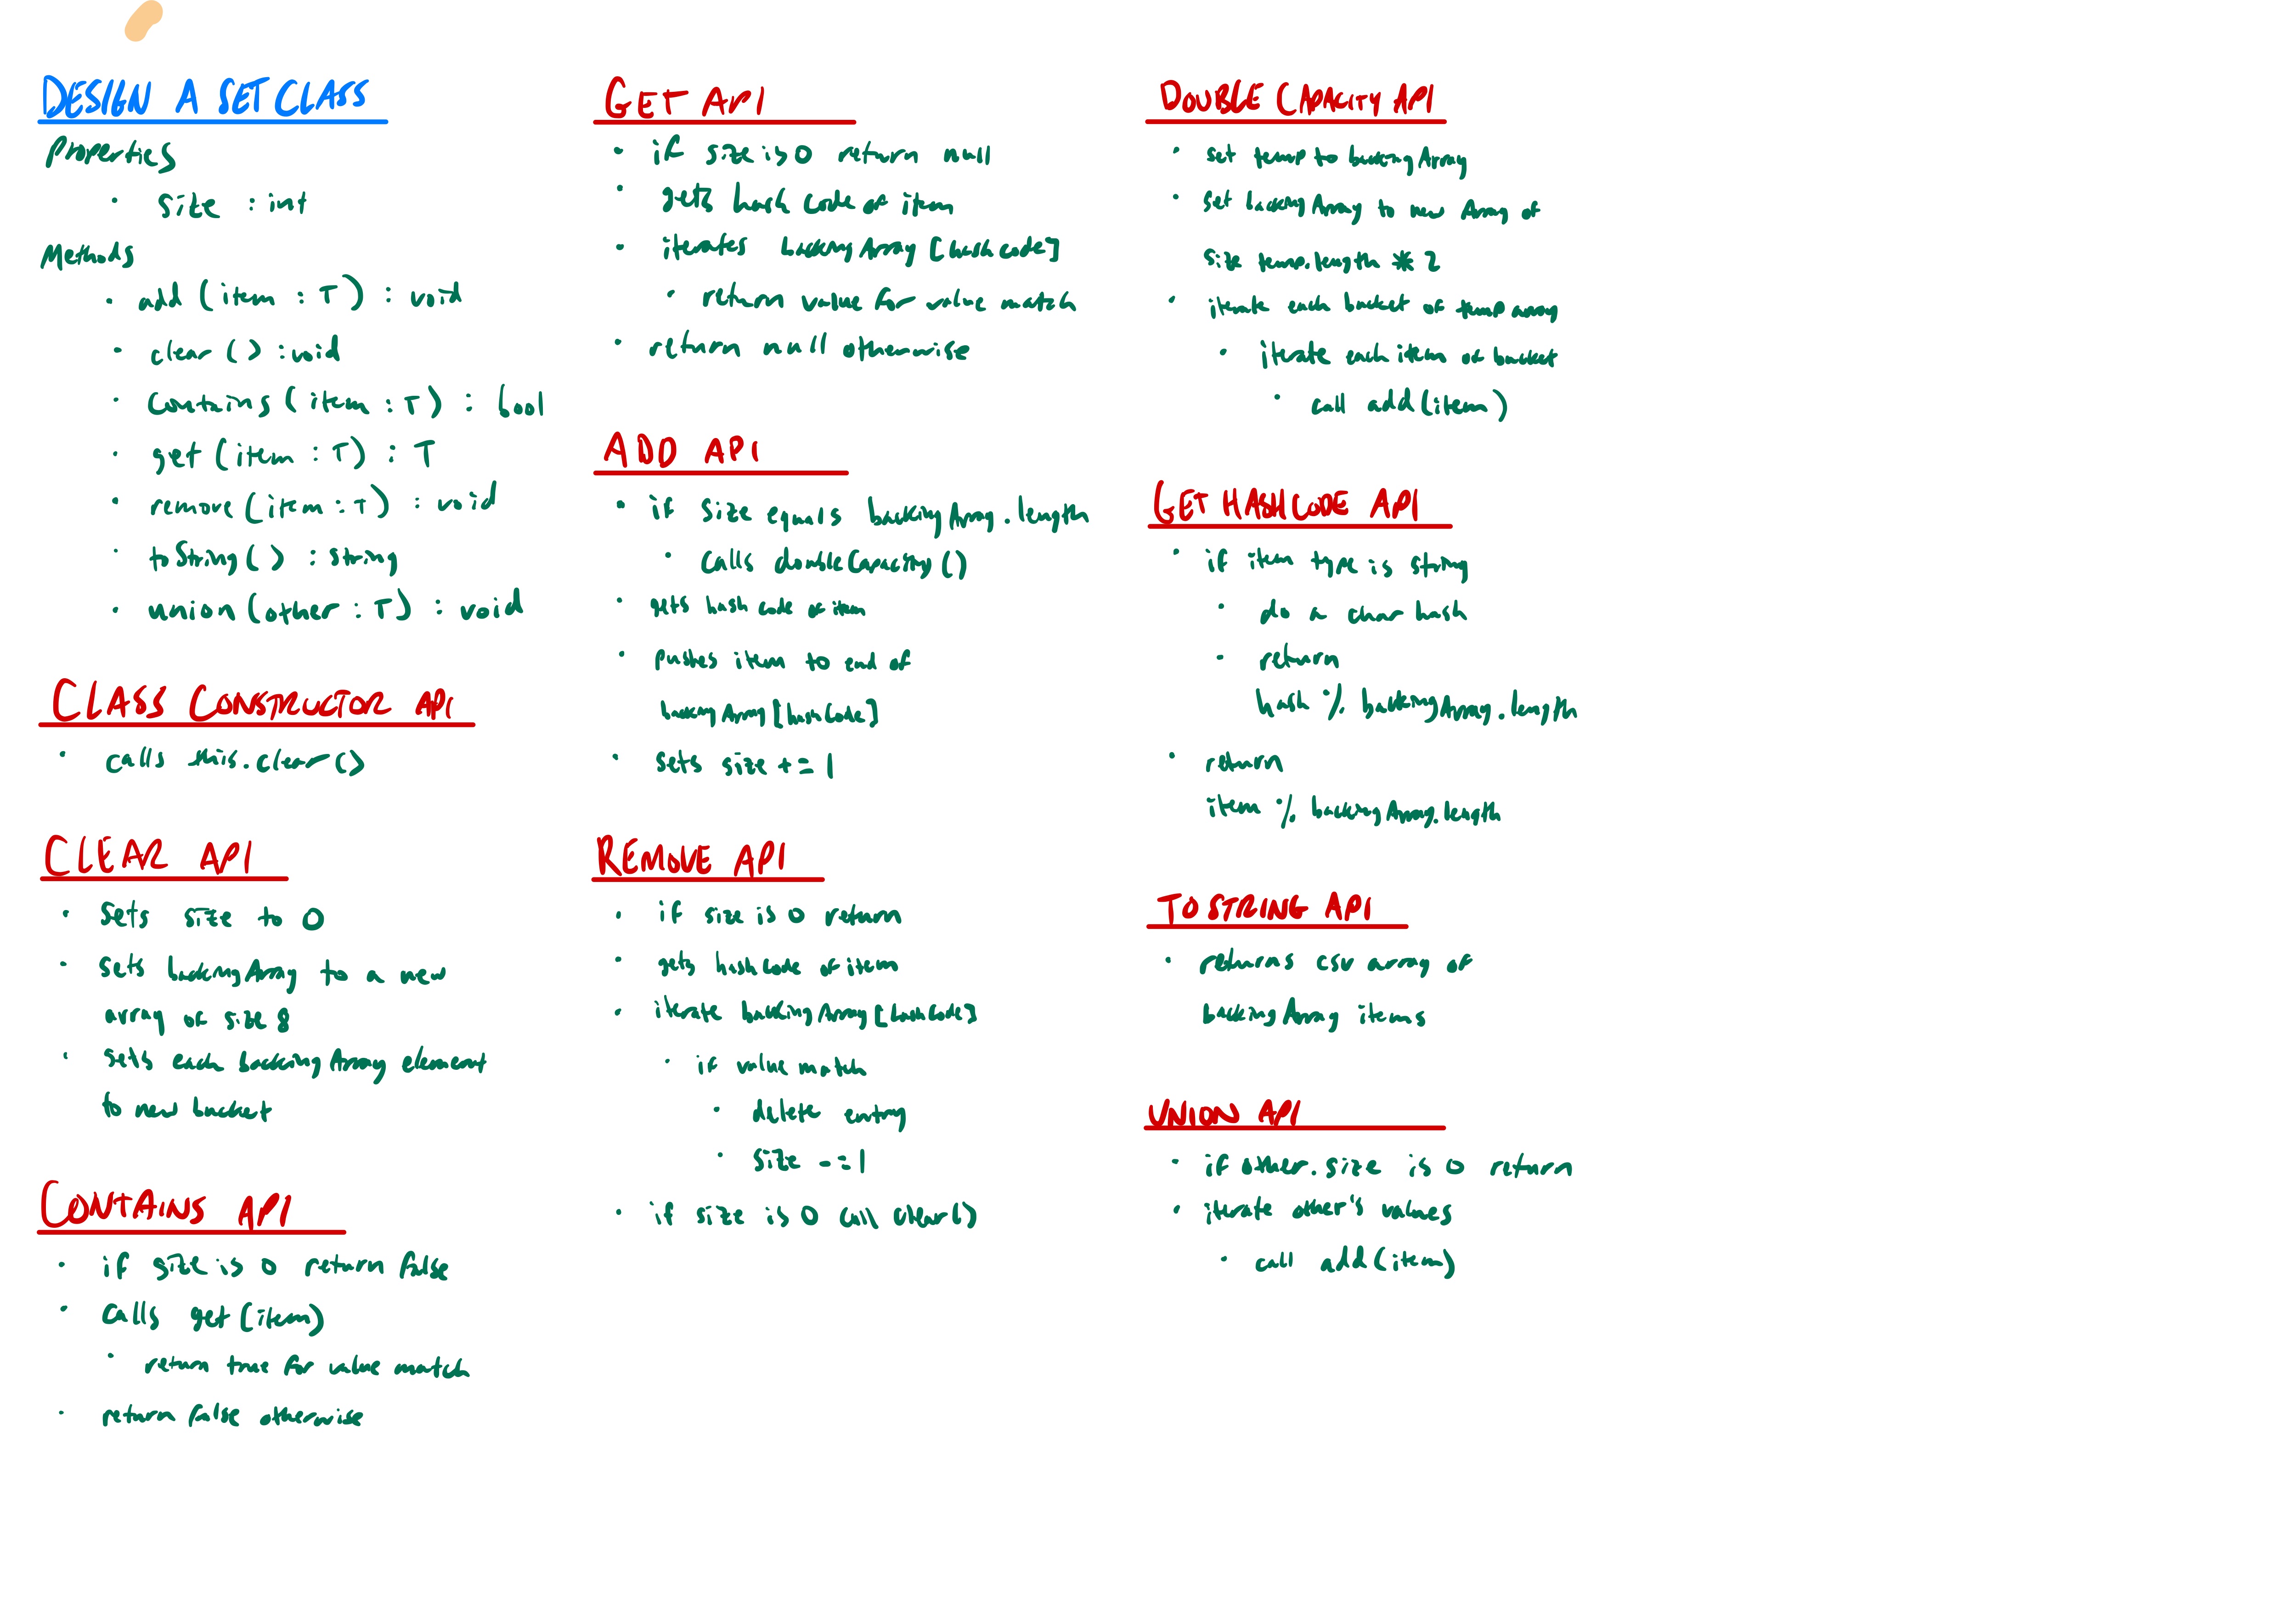 DESIGN A SET CLASS
Properties
· size : int
Methods
· add (item : T) : void
· clear () : void
· contains (item : T) : bool
· get (item : T) : T
· remove (item : T) : void
· toString () : string
· union (other : T) : void
CLASS CONSTRUCTOR API
· calls this.clear()
CLEAR API
· sets size to 0
· sets backingArray to a new
array of size 8
· sets each backingArray element
to new bucket
CONTAINS API
· if size is 0 return false
· calls get(item)
· return true for value match
· return false otherwise
GET API
· if size is 0 return null
· gets hash code of item
· iterates backingArray [hashcode]
· return value for value match
· return null otherwise
ADD API
· if size equals backingArray.length
· calls doubleCapacity ()
· gets hash code of item
· pushes item to end of
backingArray[hashCode]
· sets size += 1
REMOVE API
· if size is 0 return
· gets hashcode of item
· iterate backingArray[hashCode]
· if value match
· delete entry
· size -= 1
· if size is 0 call clear()
DOUBLE CAPACITY API
· set temp to backingArray
· set backingArray to new Array of
size temp.length * 2
· iterate each bucket of temp array
· iterate each item of bucket
· call add(item)
GET HASHCODE API
· if item type is string
· do a char hash
· return
hash % backingArray.length
· return
item % backingArray.length
TOSTRING API
· returns csv array of
backingArray items
UNION API
· if other.size is 0 return
· iterate other's values
· call add(item)